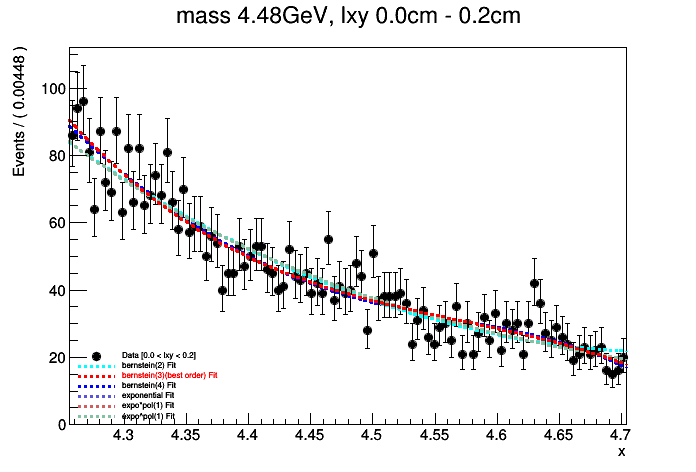 mass 4.48GeV, lxy 0.0cm - 0.2cm
Events / ( 0.00448 )
100
80
60
40
20
0
Data [0.0 < lxy < 0.2]
bernstein(2) Fit
bernstein(3)(best order) Fit
bernstein(4) Fit
exponential Fit
expo*pol(1) Fit
expo^pol(1) Fit
4.3 4.35 4.4 4.45 4.5 4.55 4.6 4.65 4.7
x